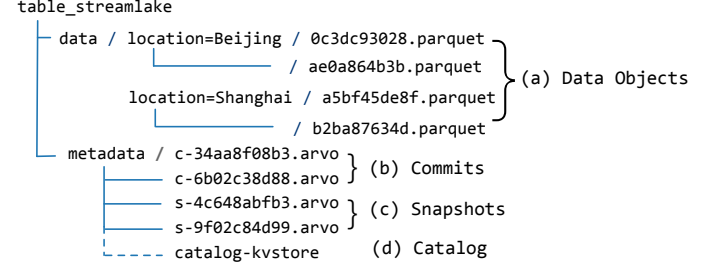 table_streamlake
data / location=Beijing / 0c3dc93028.parquet
/ ae0a864b3b.parquet
(a) Data Objects
location=Shanghai / a5bf45de8f.parquet
/ b2ba87634d.parquet
metadata / c-34aa8f08b3.arvo
(b) Commits
c-6b02c38d88.arvo
s-4c648abfb3.arvo
(c) Snapshots
s-9f02c84d99.arvo
catalog-kvstore (d) Catalog